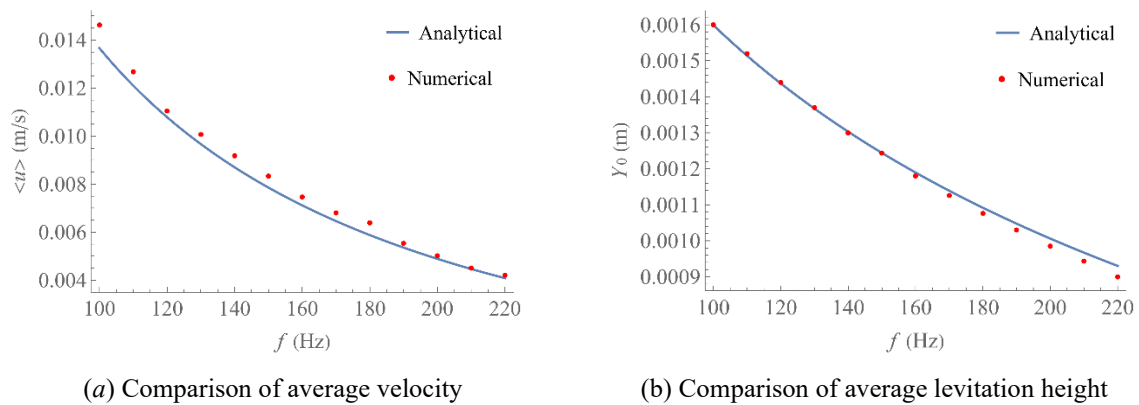 0.014
0.012
0.010
0.008
0.006
0.004
<u> (m/s)
100 120 140 160 180 200 220
f (Hz)
Analytical
Numerical
(a) Comparison of average velocity
0.0016
0.0015
0.0014
0.0013
0.0012
0.0011
0.0010
0.0009
Y₀ (m)
100 120 140 160 180 200 220
f (Hz)
Analytical
Numerical
(b) Comparison of average levitation height